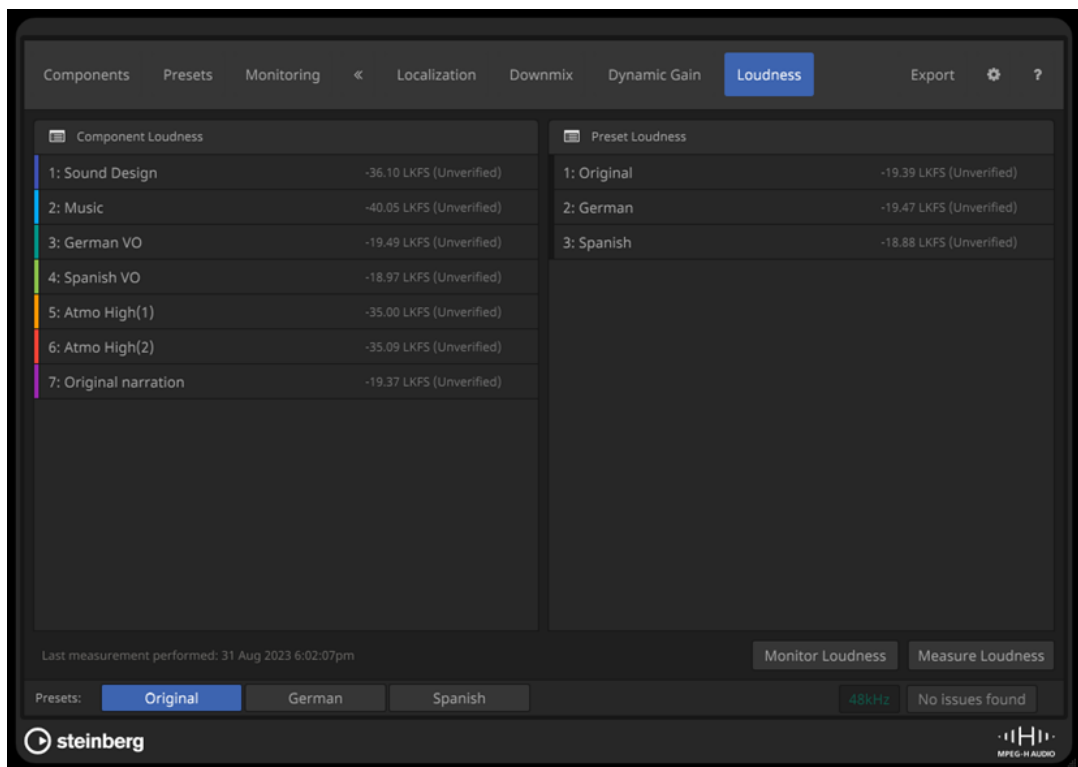 Components Presets Monitoring « Localization Downmix Dynamic Gain Loudness Export ?
Component Loudness
1: Sound Design -36.10 LKFS (Unverified)
2: Music -40.05 LKFS (Unverified)
3: German VO -19.49 LKFS (Unverified)
4: Spanish VO -18.97 LKFS (Unverified)
5: Atmo High(1) -35.00 LKFS (Unverified)
6: Atmo High(2) -35.09 LKFS (Unverified)
7: Original narration -19.37 LKFS (Unverified)
Preset Loudness
1: Original -19.39 LKFS (Unverified)
2: German -19.47 LKFS (Unverified)
3: Spanish -18.88 LKFS (Unverified)
Last measurement performed: 31 Aug 2023 6:02:07pm
Monitor Loudness Measure Loudness
Presets: Original German Spanish 48kHz No issues found
steinberg
MPEG-H AUDIO